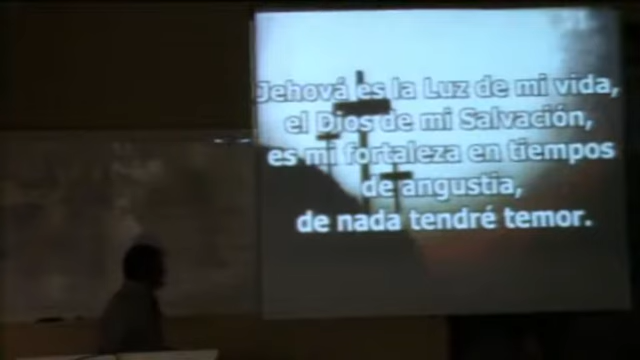 Jehová es la Luz de mi vida,
el Dios de mi Salvación,
es mi fortaleza en tiempos
de angustia,
de nada tendré temor.